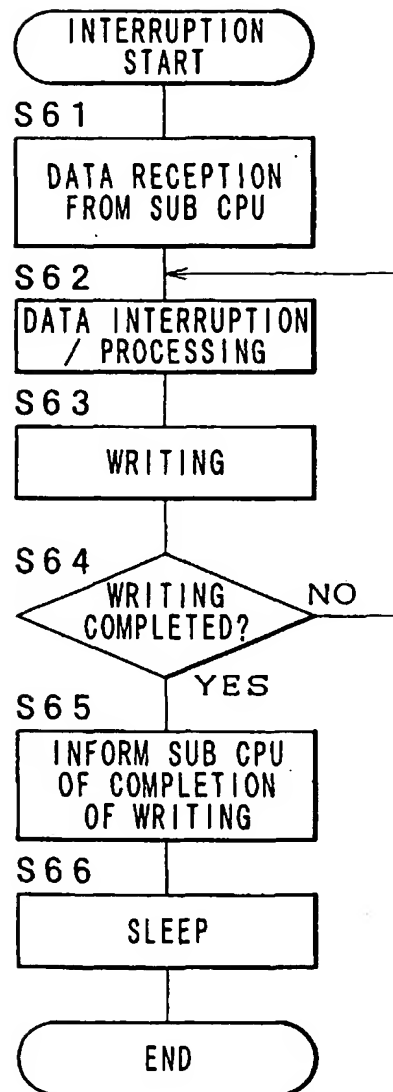 INTERRUPTION
START
S61
DATA RECEPTION
FROM SUB CPU
S62
DATA INTERRUPTION
/ PROCESSING
S63
WRITING
S64
WRITING
COMPLETED?
NO
YES
S65
INFORM SUB CPU
OF COMPLETION
OF WRITING
S66
SLEEP
END